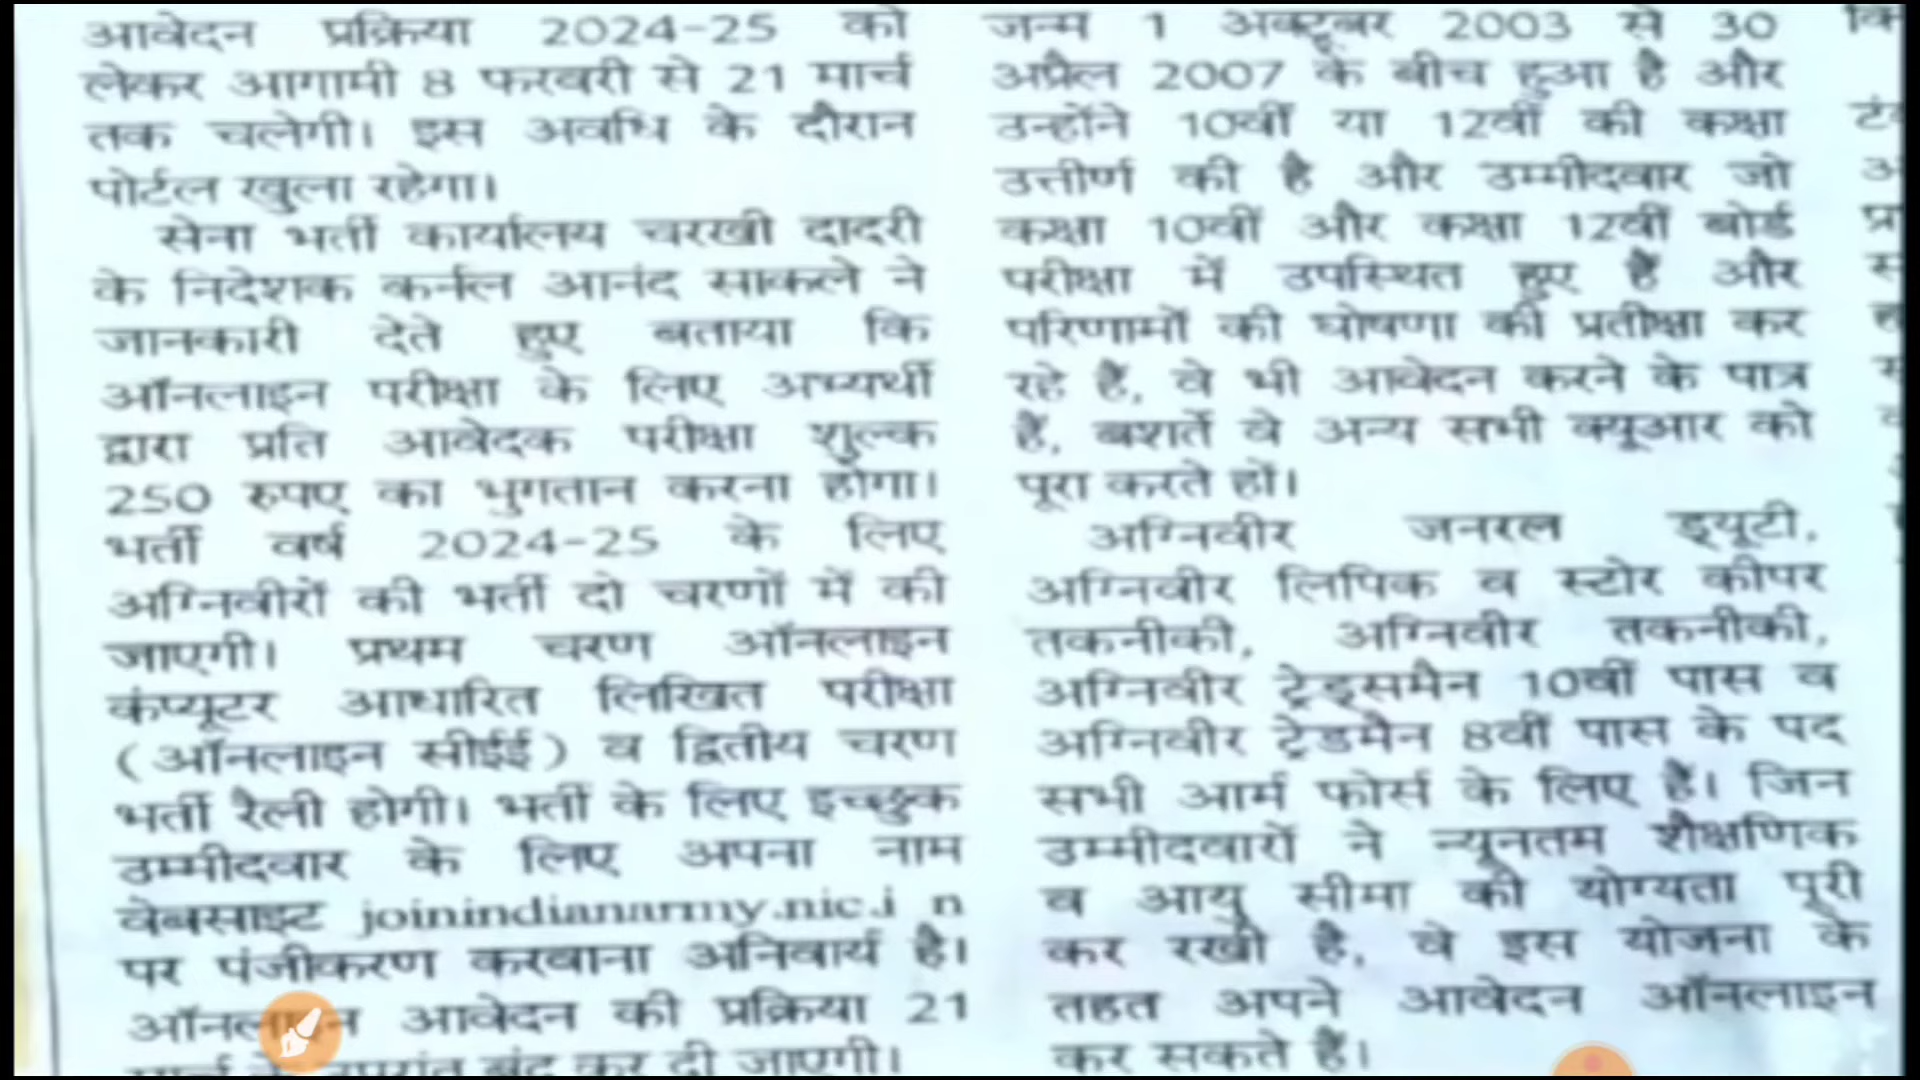 आवेदन प्रक्रिया 2024-25 को
लेकर आगामी 8 फरवरी से 21 मार्च
तक चलेगी। इस अवधि के दौरान
पोर्टल खुला रहेगा।
सेना भर्ती कार्यालय चरखी दादरी
के निदेशक कर्नल आनंद साकले ने
जानकारी देते हुए बताया कि
ऑनलाइन परीक्षा के लिए अभ्यर्थी
द्वारा प्रति आवेदक परीक्षा शुल्क
250 रुपए का भुगतान करना होगा।
भर्ती वर्ष 2024-25 के लिए
अग्निवीरों की भर्ती दो चरणों में की
जाएगी। प्रथम चरण ऑनलाइन
कंप्यूटर आधारित लिखित परीक्षा
(ऑनलाइन सीईई) व द्वितीय चरण
भर्ती रैली होगी। भर्ती के लिए इच्छुक
उम्मीदवार के लिए अपना नाम
वेबसाइट joinindianarmy.nic.i n
पर पंजीकरण करवाना अनिवार्य है।
ऑनलाइन आवेदन की प्रक्रिया 21
मार्च के उपरांत बंद कर दी जाएगी।
जन्म 1 अक्टूबर 2003 से 30
अप्रैल 2007 के बीच हुआ है और
उन्होंने 10वीं या 12वीं की कक्षा
उत्तीर्ण की है और उम्मीदवार जो
कक्षा 10वीं और कक्षा 12वीं बोर्ड
परीक्षा में उपस्थित हुए हैं और
परिणामों की घोषणा की प्रतीक्षा कर
रहे हैं, वे भी आवेदन करने के पात्र
हैं, बशर्ते वे अन्य सभी क्यूआर को
पूरा करते हों।
अग्निवीर जनरल ड्यूटी,
अग्निवीर लिपिक व स्टोर कीपर
तकनीकी, अग्निवीर तकनीकी,
अग्निवीर ट्रेड्समैन 10वीं पास व
अग्निवीर ट्रेडमैन 8वीं पास के पद
सभी आर्म फोर्स के लिए हैं। जिन
उम्मीदवारों ने न्यूनतम शैक्षणिक
व आयु सीमा की योग्यता पूरी
कर रखी है, वे इस योजना के
तहत अपने आवेदन ऑनलाइन
कर सकते हैं।